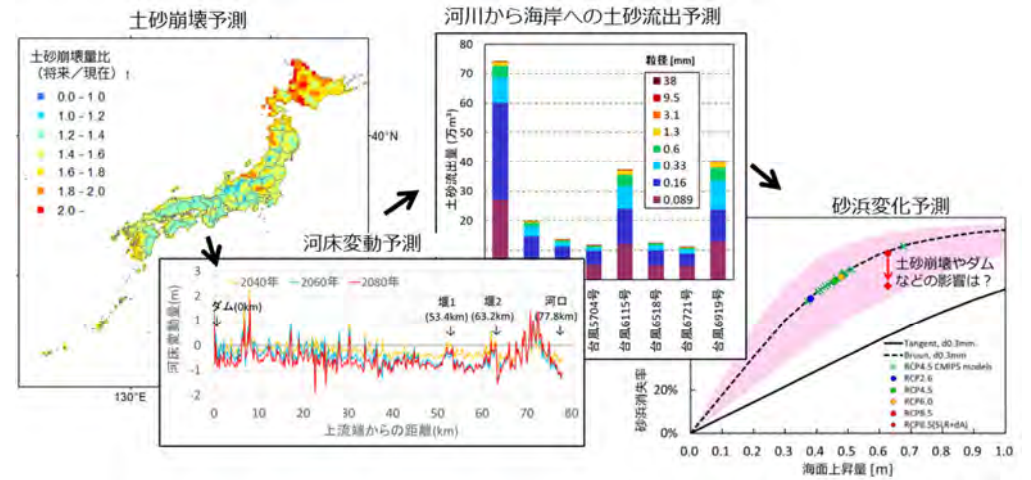 土砂崩壊予測
土砂崩壊量比
(将来/現在)
0.0 - 1.0
1.0 - 1.2
1.2 - 1.4
1.4 - 1.6
1.6 - 1.8
1.8 - 2.0
2.0 -
40°N
130°E
河川から海岸への土砂流出予測
土砂流出量 (万m³)
80
70
60
50
40
30
20
粒径 [mm]
38
9.5
3.1
1.3
0.6
0.33
0.16
0.089
台風5704号
台風6115号
台風6518号
台風6721号
台風6919号
河床変動予測
河床変動量(m)
3
2
1
0
-1
-2
2040年
2060年
2080年
ダム(0km)
堰1
(53.4km)
堰2
(63.2km)
河口
(77.8km)
0 10 20 30 40 50 60 70 80
上流端からの距離(km)
砂浜変化予測
土砂崩壊やダム
などの影響は?
Tangent, d0.3mm
Bruun, d0.3mm
RCP4.5 CMIP5 models
RCP2.6
RCP4.5
RCP6.0
RCP8.5
RCP8.5(SLR+dA)
砂浜消失率
20%
0%
0.0 0.1 0.2 0.3 0.4 0.5 0.6 0.7 0.8 0.9 1.0
海面上昇量 [m]